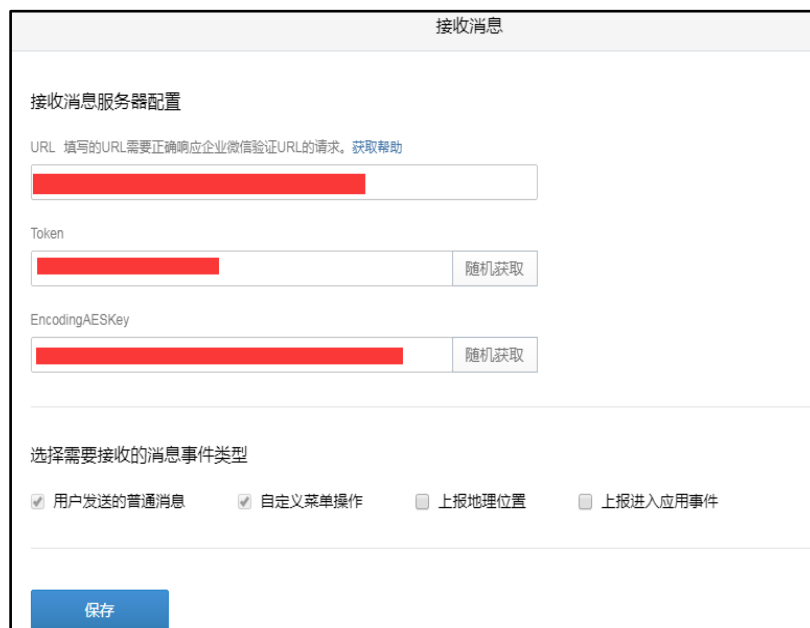 接收消息
接收消息服务器配置
URL 填写的URL需要正确响应企业微信验证URL的请求。获取帮助
Token
随机获取
EncodingAESKey
随机获取
选择需要接收的消息事件类型
用户发送的普通消息 自定义菜单操作 上报地理位置 上报进入应用事件
保存